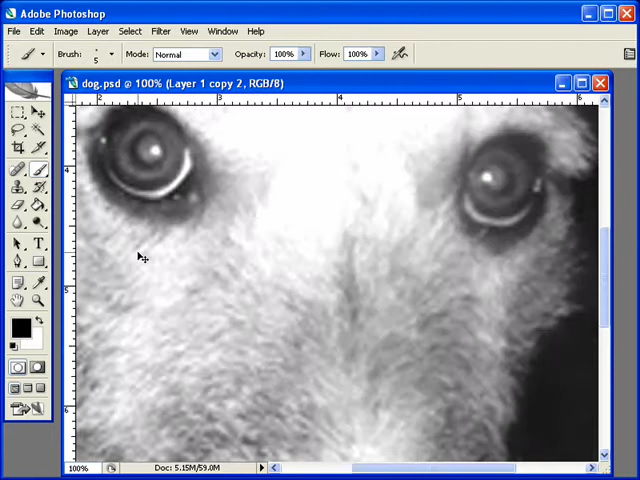 Adobe Photoshop
File Edit Image Layer Select Filter View Window Help
Brush: 5 Mode: Normal Opacity: 100% Flow: 100%
dog.psd @ 100% (Layer 1 copy 2, RGB/8)
2 3 4 5 6
4
5
6
T
100% Doc: 5.15M/59.0M